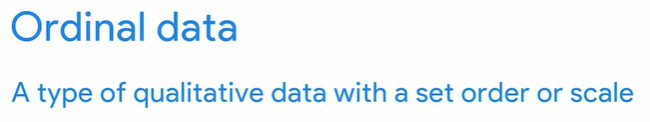 Ordinal data
A type of qualitative data with a set order or scale